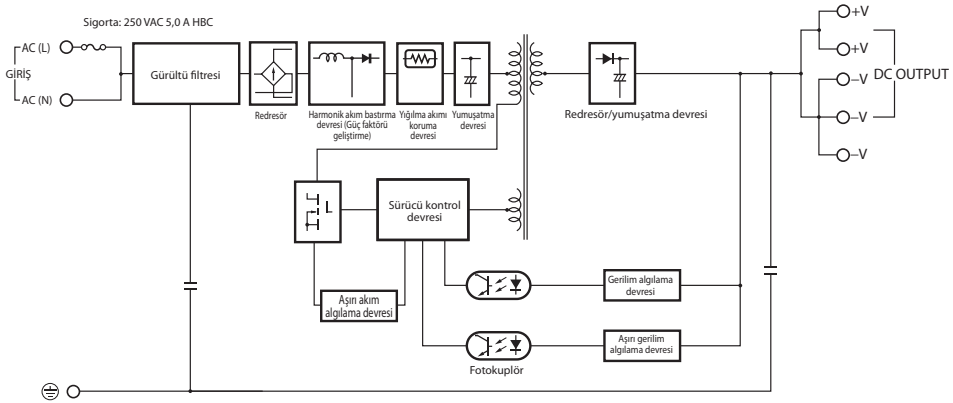 Sigorta: 250 VAC 5,0 A HBC
AC (L)
GİRİŞ
AC (N)
Gürültü filtresi
Redresör
Harmonik akım bastırma
devresi (Güç faktörü
geliştirme)
Yığılma akımı
koruma
devresi
Yumuşatma
devresi
Redresör/yumuşatma devresi
+V
+V
–V
–V
–V
DC OUTPUT
Sürücü kontrol
devresi
Aşırı akım
algılama devresi
Gerilim algılama
devresi
Aşırı gerilim
algılama devresi
Fotokuplör